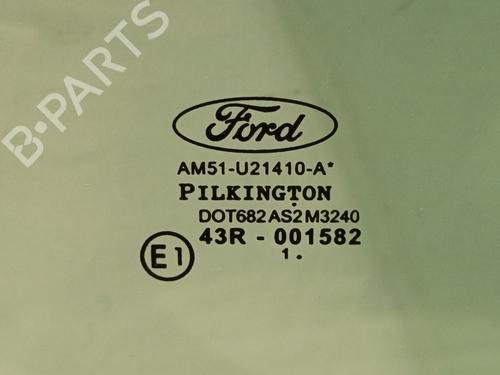 B-PARTS
Ford
AM51-U21410-A*
PILKINGTON
DOT682 AS2 M3240
43R - 001582
E1
1.